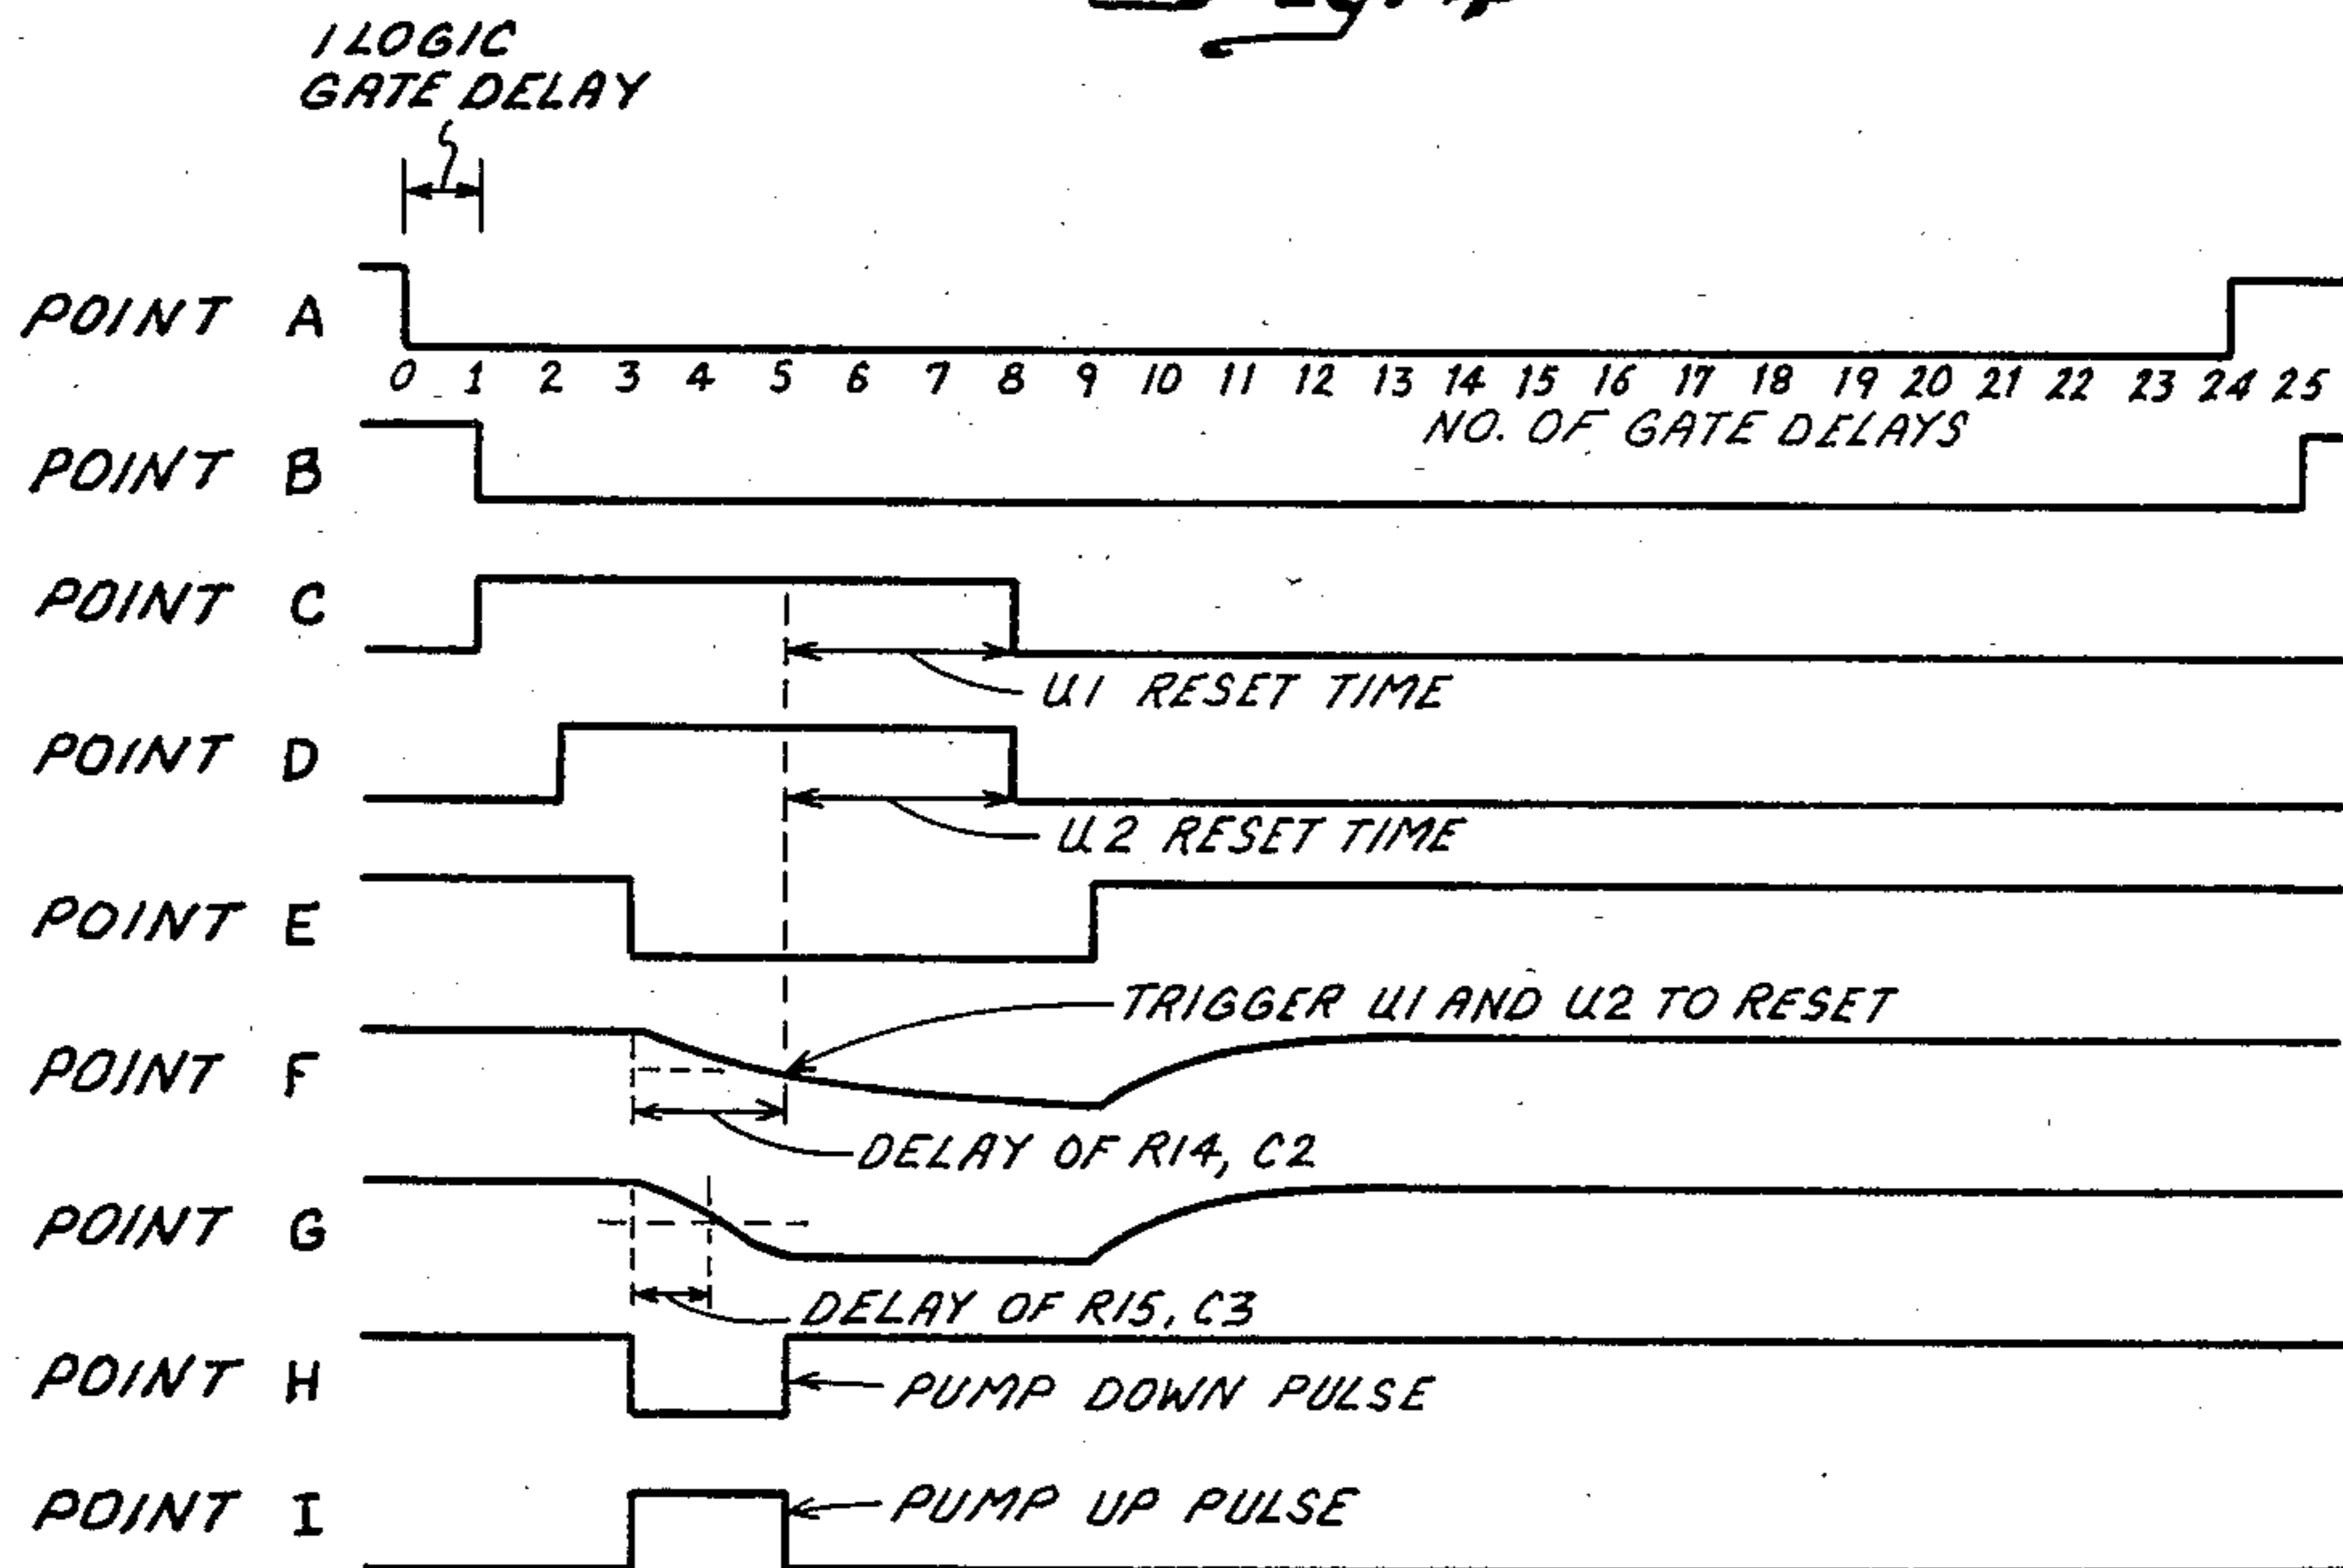 1 LOGIC
GATE DELAY
POINT A
0 1 2 3 4 5 6 7 8 9 10 11 12 13 14 15 16 17 18 19 20 21 22 23 24 25
NO. OF GATE DELAYS
POINT B
POINT C
U1 RESET TIME
POINT D
U2 RESET TIME
POINT E
TRIGGER U1 AND U2 TO RESET
POINT F
DELAY OF R14, C2
POINT G
DELAY OF R15, C3
POINT H
PUMP DOWN PULSE
POINT I
PUMP UP PULSE